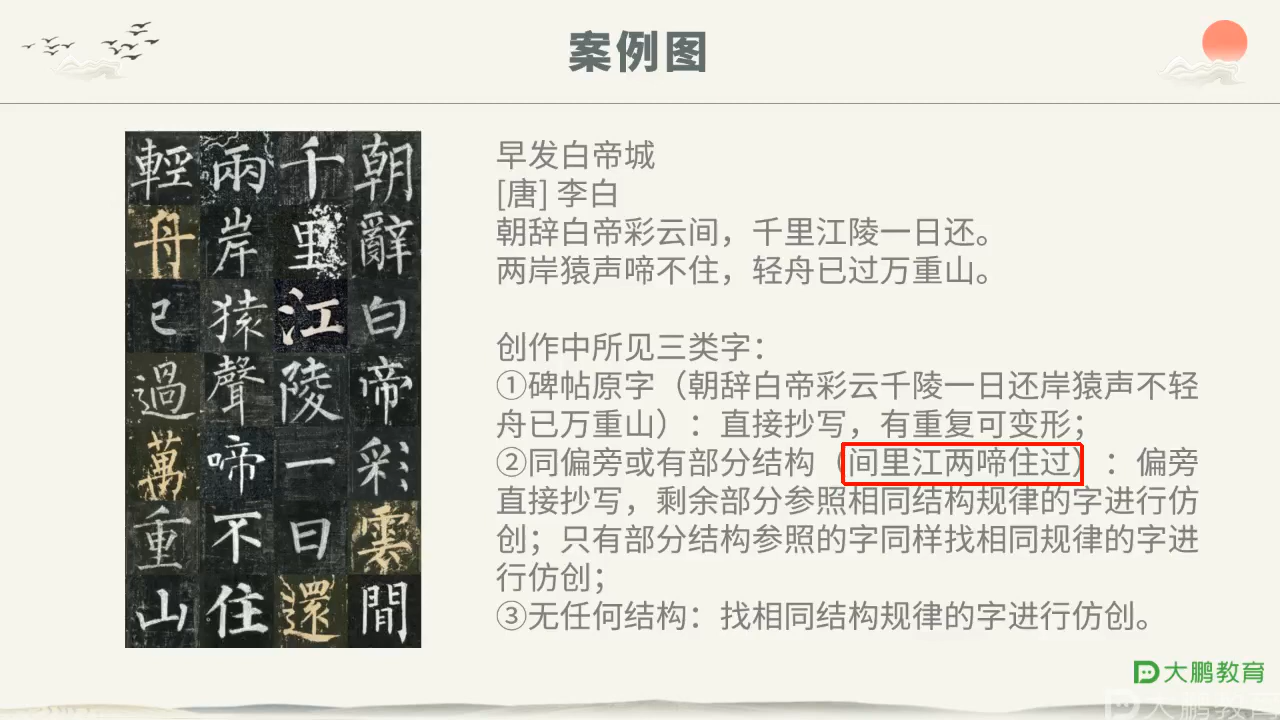 案例图
朝辭白帝彩雲間
千里江陵一日還
兩岸猿聲啼不住
輕舟已過萬重山
早发白帝城
[唐] 李白
朝辞白帝彩云间，千里江陵一日还。
两岸猿声啼不住，轻舟已过万重山。
创作中所见三类字：
①碑帖原字（朝辞白帝彩云千陵一日还岸猿声不轻
舟已万重山）：直接抄写，有重复可变形；
②同偏旁或有部分结构（间里江两啼住过）：偏旁
直接抄写，剩余部分参照相同结构规律的字进行仿
创；只有部分结构参照的字同样找相同规律的字进
行仿创；
③无任何结构：找相同结构规律的字进行仿创。
大鹏教育
大鹏教育